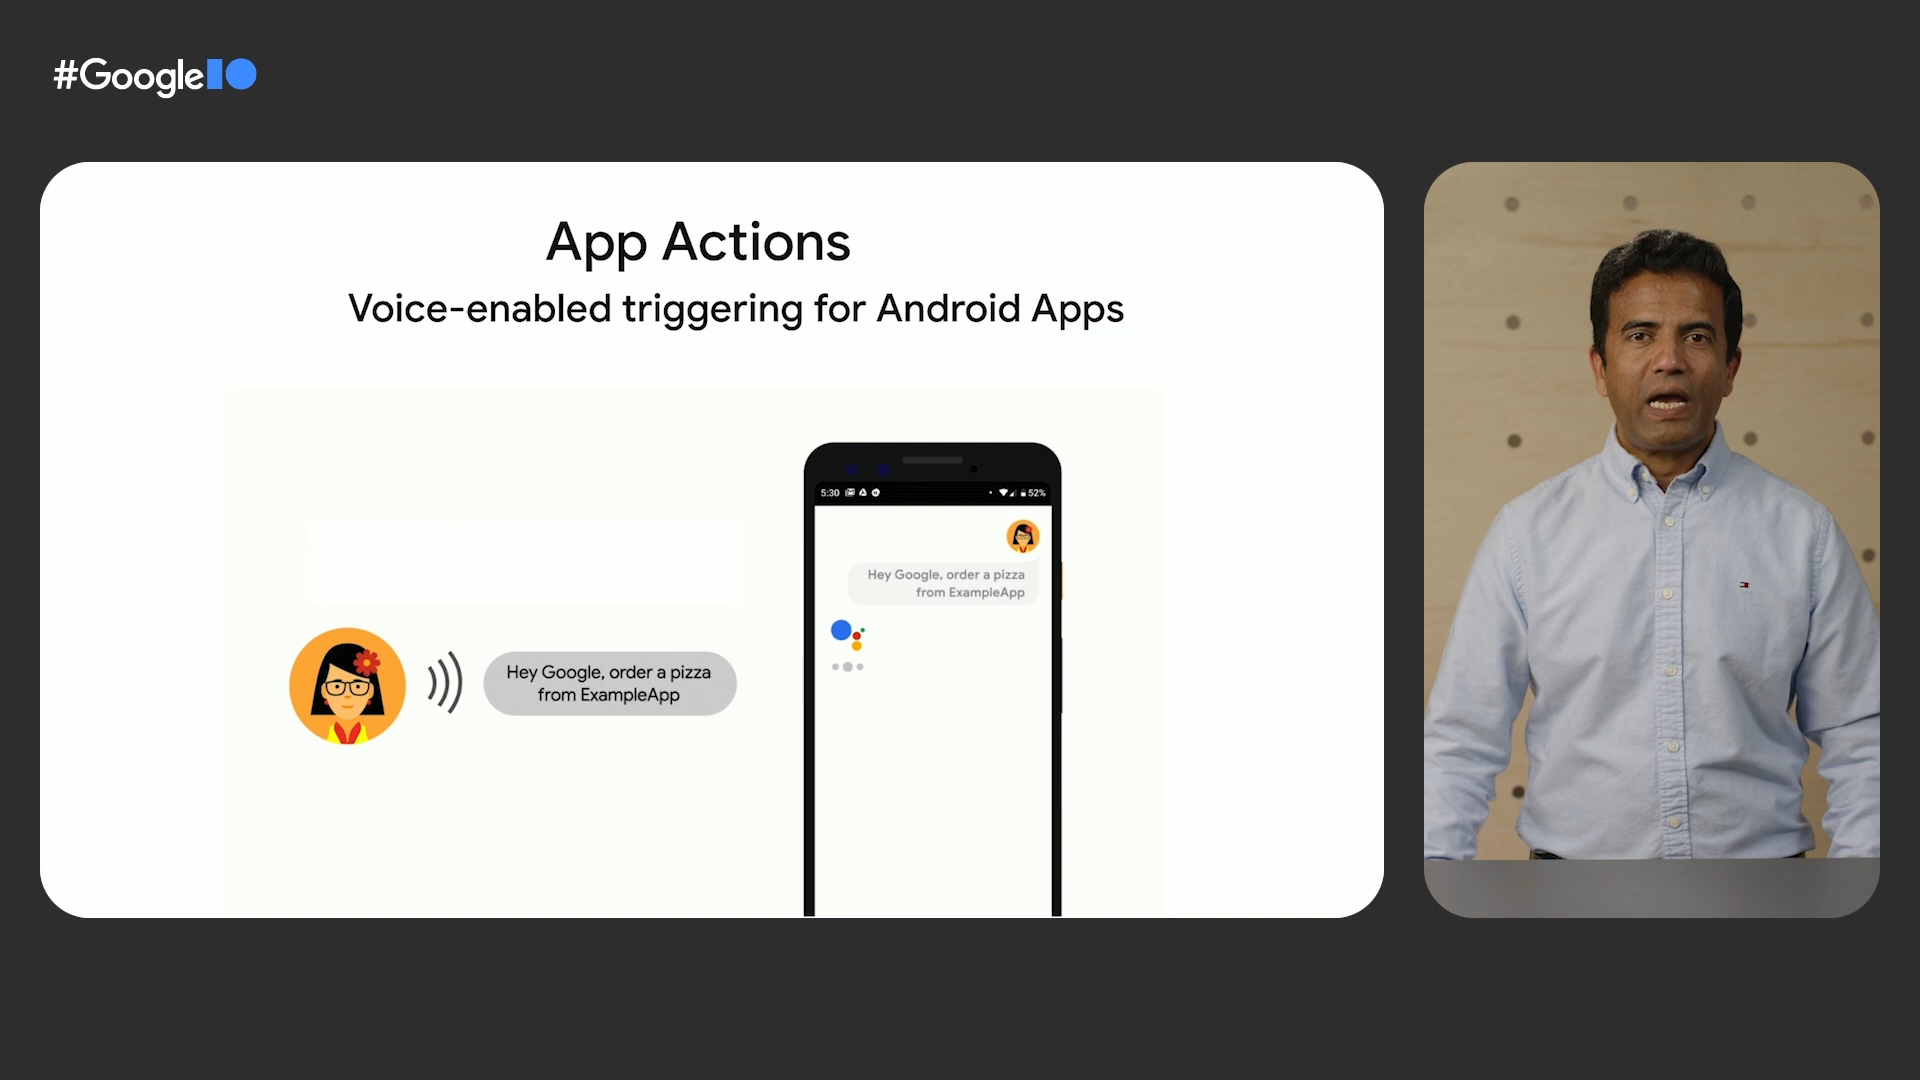 #GoogleIO
App Actions
Voice-enabled triggering for Android Apps
5:30
52%
Hey Google, order a pizza
from ExampleApp
Hey Google, order a pizza
from ExampleApp